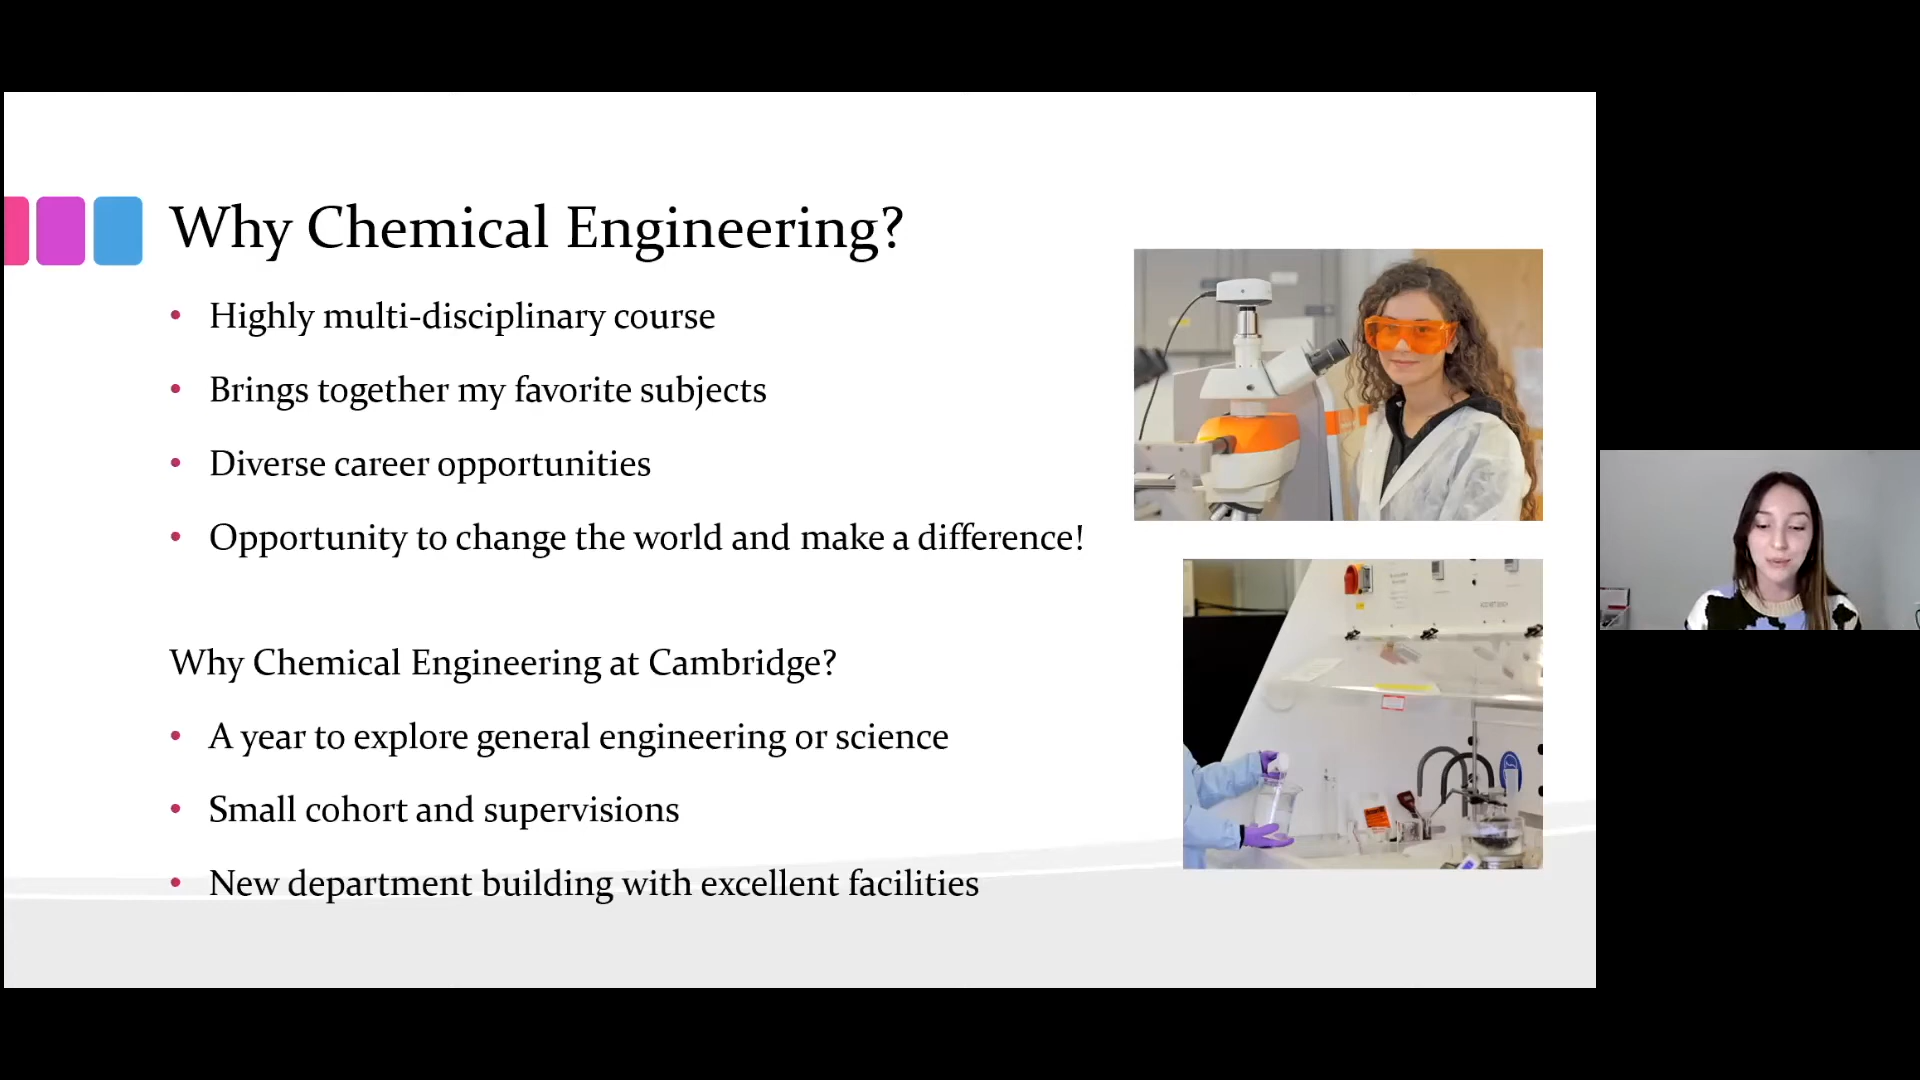 Why Chemical Engineering?
• Highly multi-disciplinary course
• Brings together my favorite subjects
• Diverse career opportunities
• Opportunity to change the world and make a difference!
Why Chemical Engineering at Cambridge?
• A year to explore general engineering or science
• Small cohort and supervisions
• New department building with excellent facilities